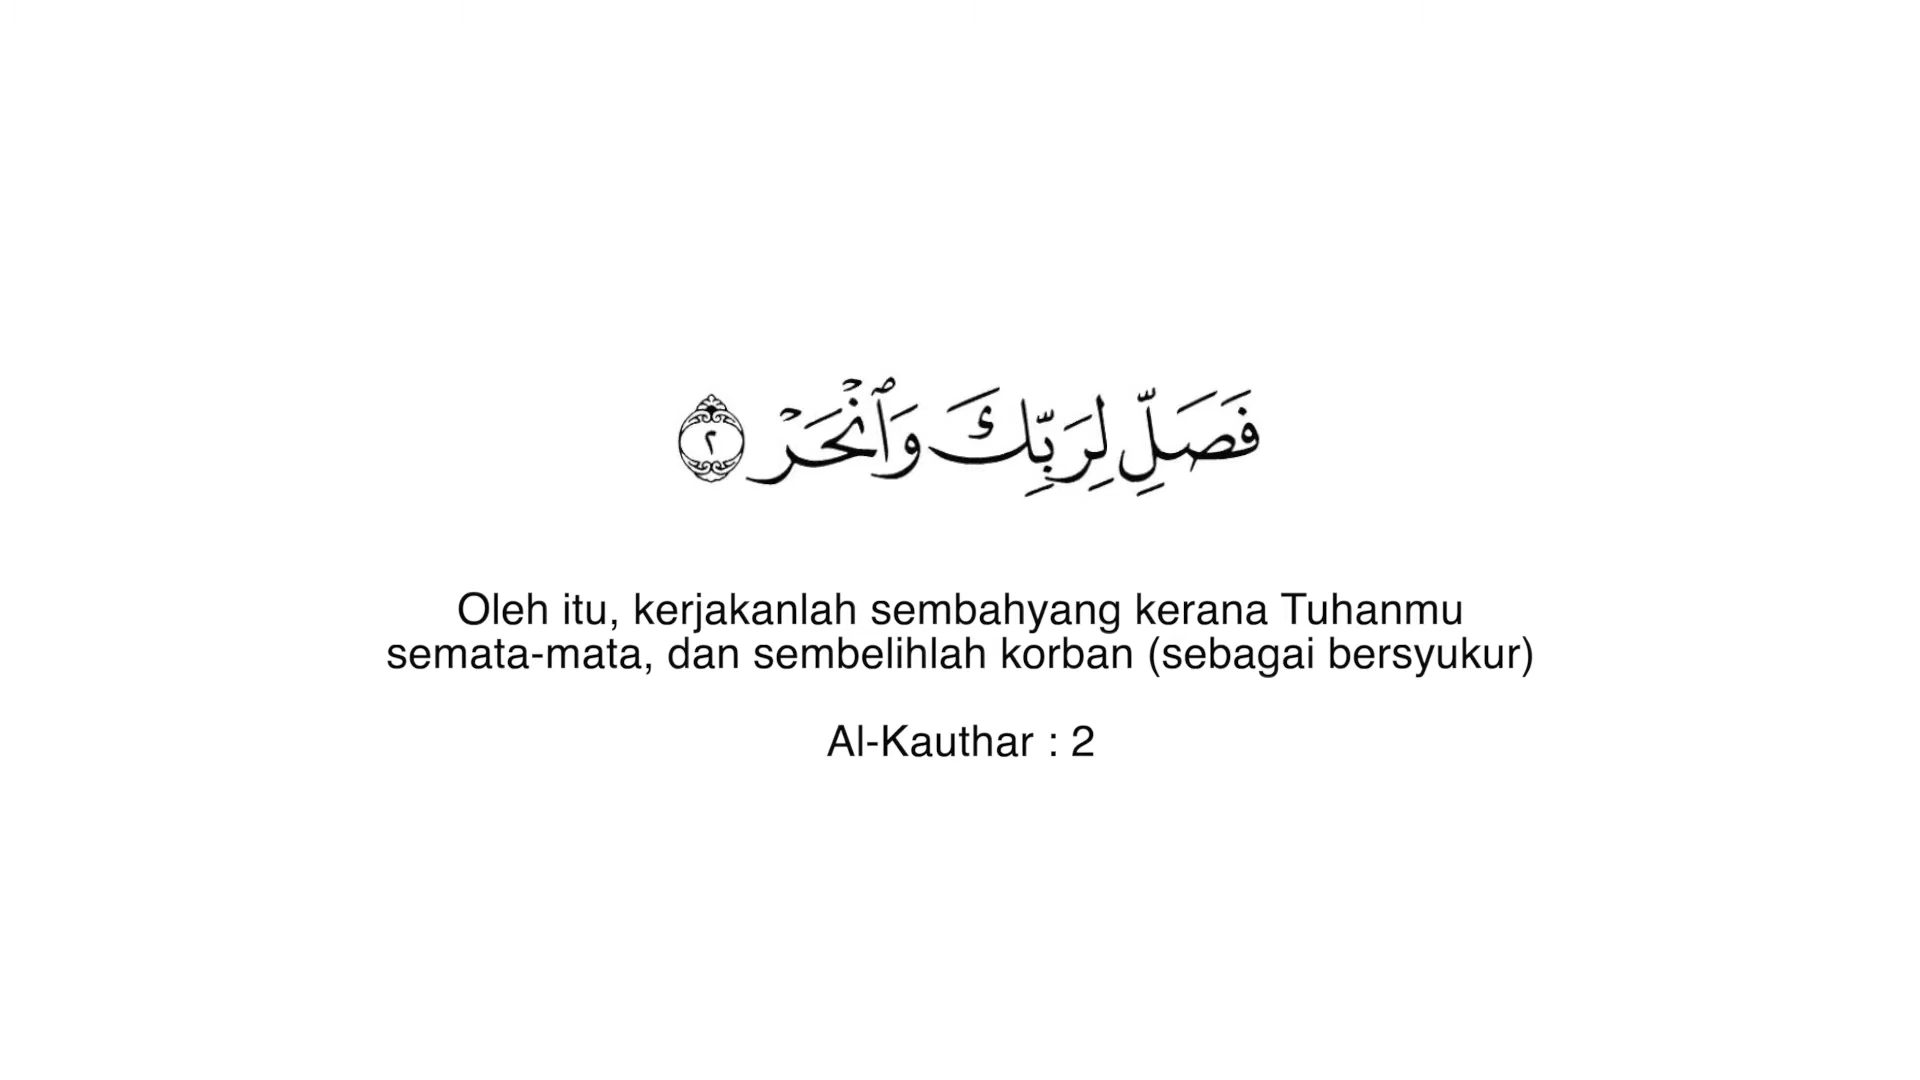 فَصَلِّ لِرَبِّكَ وَٱنْحَرْ ٢
Oleh itu, kerjakanlah sembahyang kerana Tuhanmu
semata-mata, dan sembelihlah korban (sebagai bersyukur)
Al-Kauthar : 2